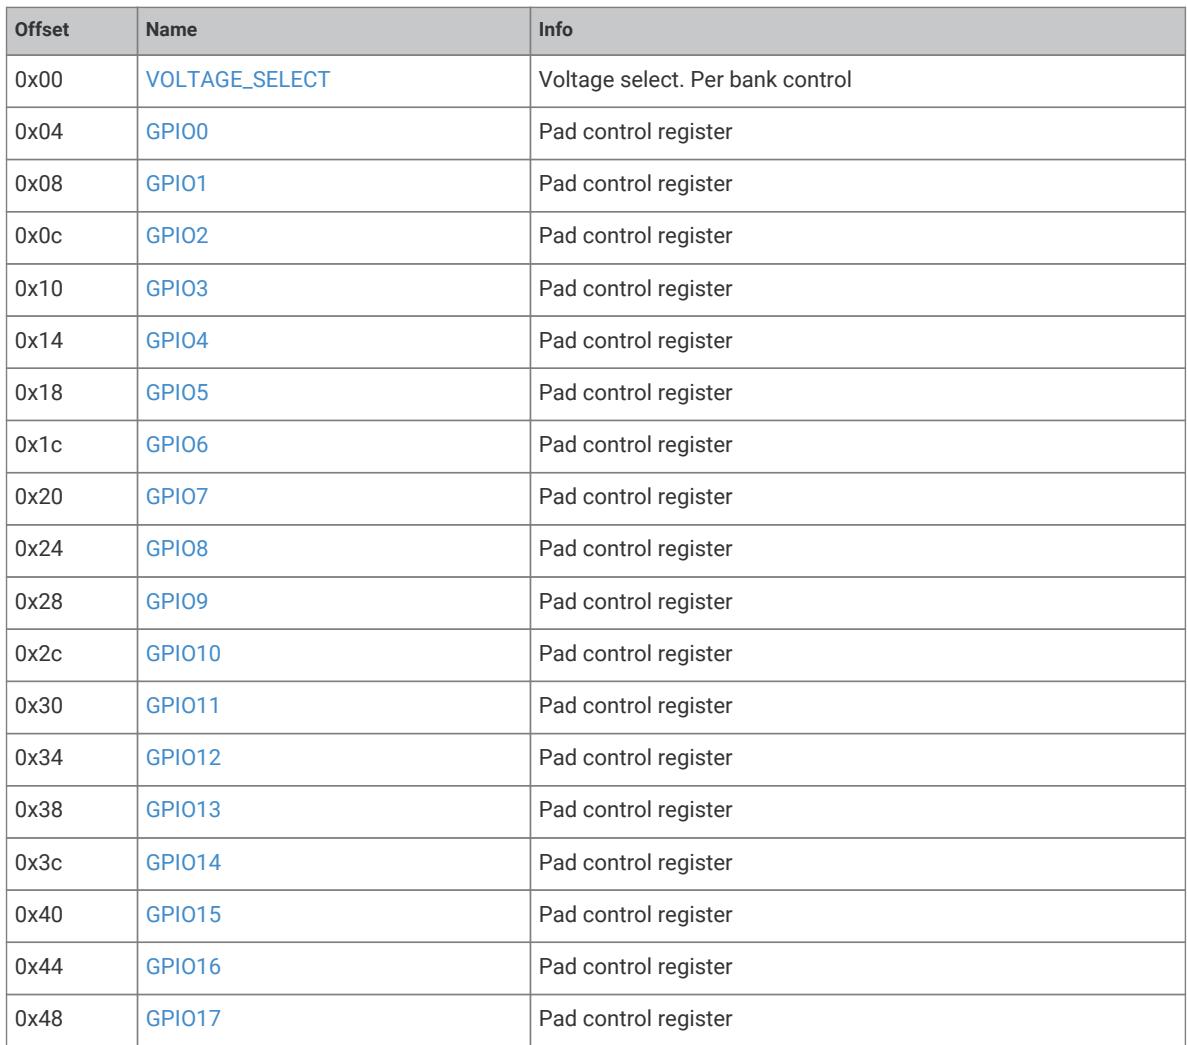 Offset Name Info
0x00 VOLTAGE_SELECT Voltage select. Per bank control
0x04 GPIO0 Pad control register
0x08 GPIO1 Pad control register
0x0c GPIO2 Pad control register
0x10 GPIO3 Pad control register
0x14 GPIO4 Pad control register
0x18 GPIO5 Pad control register
0x1c GPIO6 Pad control register
0x20 GPIO7 Pad control register
0x24 GPIO8 Pad control register
0x28 GPIO9 Pad control register
0x2c GPIO10 Pad control register
0x30 GPIO11 Pad control register
0x34 GPIO12 Pad control register
0x38 GPIO13 Pad control register
0x3c GPIO14 Pad control register
0x40 GPIO15 Pad control register
0x44 GPIO16 Pad control register
0x48 GPIO17 Pad control register